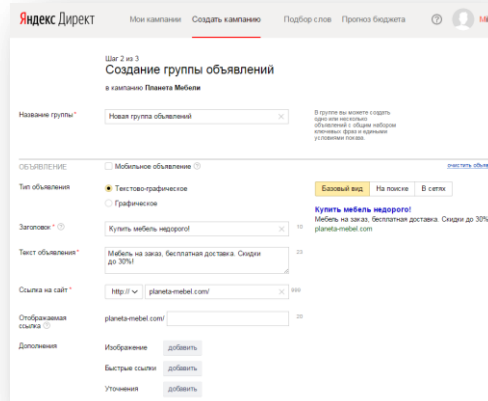 Яндекс Директ
Мои кампании Создать кампанию Подбор слов Прогноз бюджета
Шаг 2 из 3
Создание группы объявлений
в кампанию Планета Мебели
Название группы*
Новая группа объявлений
В группе вы можете создать
одно или несколько
объявлений с общим набором
ключевых фраз и едиными
условиями показа.
ОБЪЯВЛЕНИЕ
Мобильное объявление
очистить
Тип объявления
Текстово-графическое
Графическое
Базовый вид На поиске В сетях
Купить мебель недорого!
Мебель на заказ, бесплатная доставка. Скидки до 30%
planeta-mebel.com
Заголовок*
Купить мебель недорого!
10
Текст объявления*
Мебель на заказ, бесплатная доставка. Скидки
до 30%!
23
Ссылка на сайт*
http:// planeta-mebel.com/
Отображаемая
ссылка
planeta-mebel.com/
20
Дополнения
Изображение добавить
Быстрые ссылки добавить
Уточнения добавить